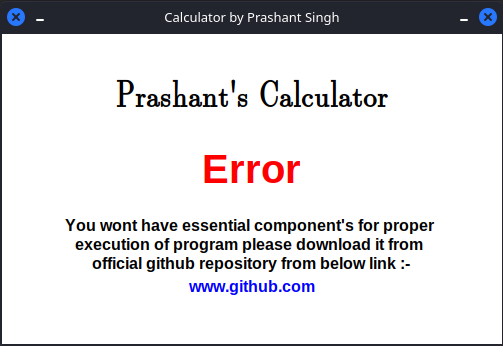 Calculator by Prashant Singh
Prashant's Calculator
Error
You wont have essential component's for proper
execution of program please download it from
official github repository from below link :-
www.github.com